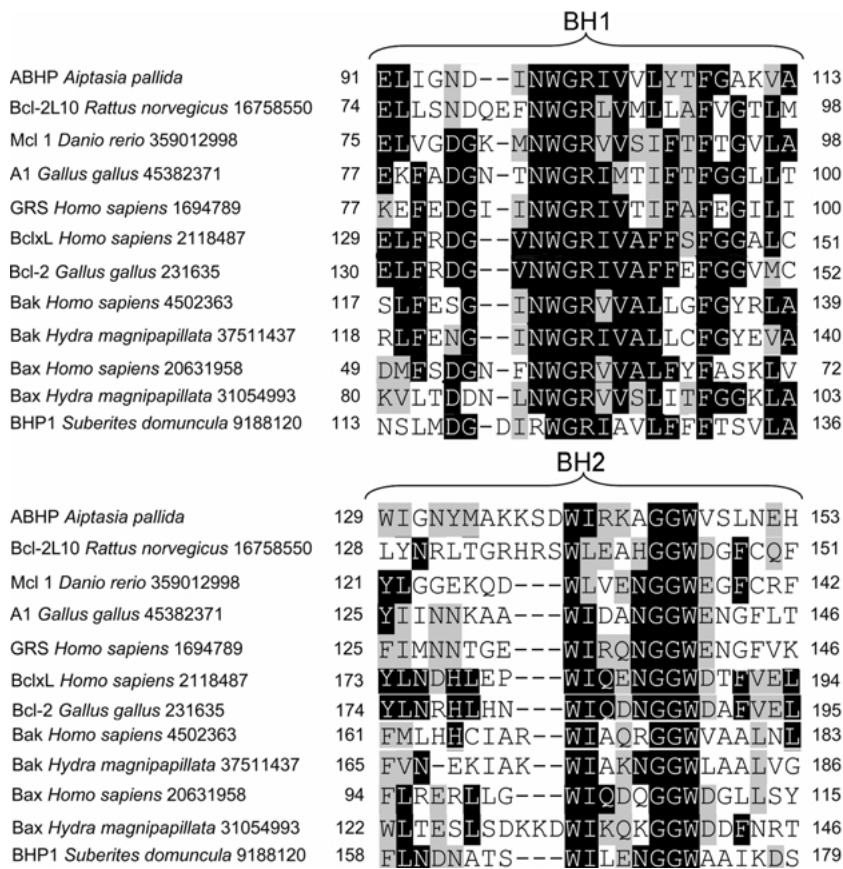 BH1
ABHP Aiptasia pallida 91 ELIGND--INWGRIVVLYTFGAKVA 113
Bcl-2L10 Rattus norvegicus 16758550 74 ELLSNDQEFNWGRLVMLLAFVGTLM 98
Mcl 1 Danio rerio 359012998 75 ELVGDGK-MNWGRVVSIFTFTGVLA 98
A1 Gallus gallus 45382371 77 EKFADGN-TNWGRIMTIFTFGGLLT 100
GRS Homo sapiens 1694789 77 KEFEDGI-INWGRIVTIFAFEGILI 100
BclxL Homo sapiens 2118487 129 ELFRDG--VNWGRIVAFFSFGGALC 151
Bcl-2 Gallus gallus 231635 130 ELFRDG--VNWGRIVAFFEFGGVMC 152
Bak Homo sapiens 4502363 117 SLFESG--INWGRVVALLGFGYRLA 139
Bak Hydra magnipapillata 37511437 118 RLFENG--INWGRIVALLCFGYEVA 140
Bax Homo sapiens 20631958 49 DMFSDGN-FNWGRVVALFYFASKLV 72
Bax Hydra magnipapillata 31054993 80 KVLTDDN-LNWGRVVSLITFGGKLA 103
BHP1 Suberites domuncula 9188120 113 NSLMDG-DIRWGRIAVLFFFTSVLA 136
BH2
ABHP Aiptasia pallida 129 WIGNYMAKKSDWIRKAGGWVSLNEH 153
Bcl-2L10 Rattus norvegicus 16758550 128 LYNRLTGRHRSWLEAHGGWDGFCQF 151
Mcl 1 Danio rerio 359012998 121 YLGGEKQD---WLVENGGWEGFCRF 142
A1 Gallus gallus 45382371 125 YIINNKAA---WIDANGGWENGFLT 146
GRS Homo sapiens 1694789 125 FIMNNTGE---WIRQNGGWENGFVK 146
BclxL Homo sapiens 2118487 173 YLNDHLEP---WIQENGGWDTFVEL 194
Bcl-2 Gallus gallus 231635 174 YLNRHLHN---WIQDNGGWDAFVEL 195
Bak Homo sapiens 4502363 161 FMLHHCIAR--WIAQRGGWVAALNL 183
Bak Hydra magnipapillata 37511437 165 FVN-EKIAK--WIAKNGGWLAALVG 186
Bax Homo sapiens 20631958 94 FLRERLLG---WIQDQGGWDGLLSY 115
Bax Hydra magnipapillata 31054993 122 WLTESLSDKKDWIKQKGGWDDFNRT 146
BHP1 Suberites domuncula 9188120 158 FLNDNATS---WILENGGWAAIKDS 179